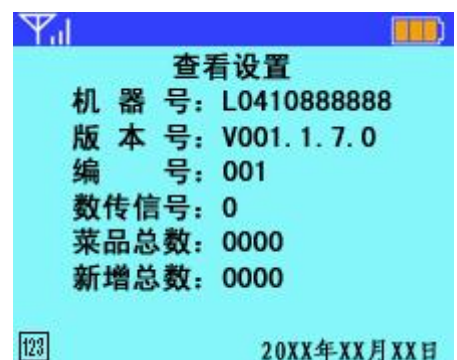 查看设置
机 器 号：L0410888888
版 本 号：V001.1.7.0
编 号：001
数传信号：0
菜品总数：0000
新增总数：0000
123 20XX年XX月XX日